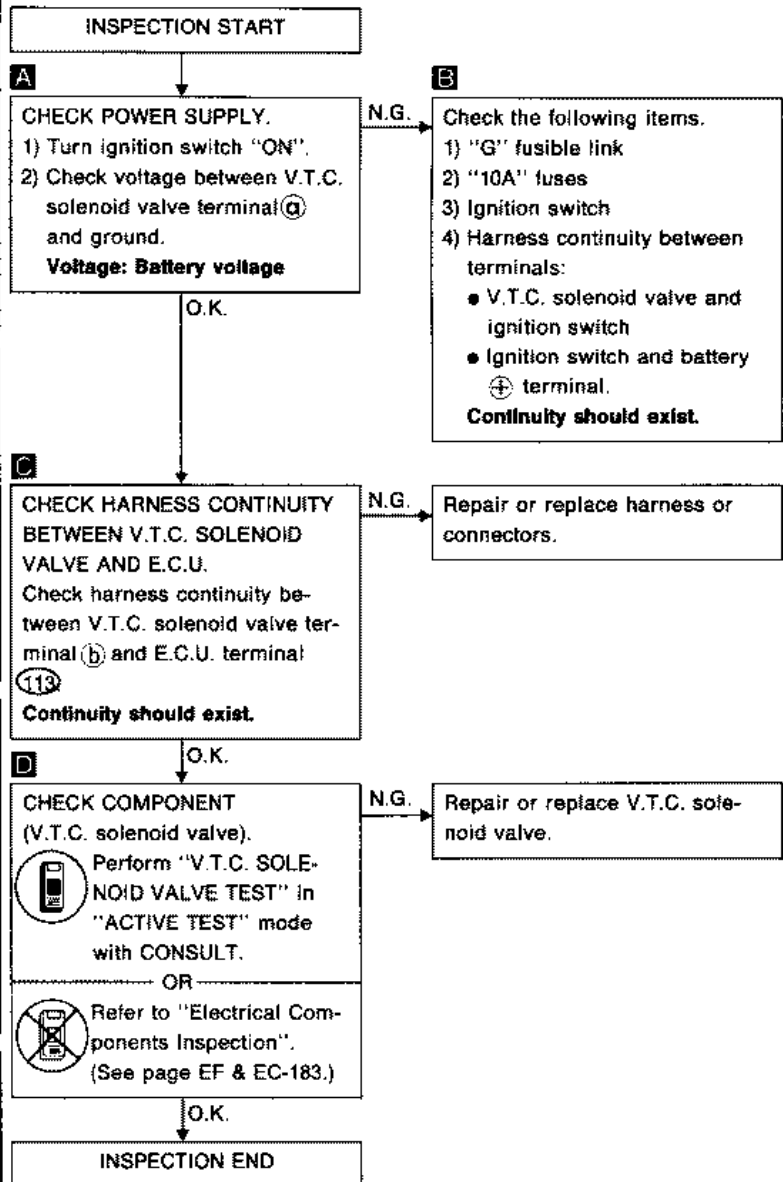 INSPECTION START
A
CHECK POWER SUPPLY.
1) Turn ignition switch "ON".
2) Check voltage between V.T.C.
solenoid valve terminal ⓐ
and ground.
Voltage: Battery voltage
N.G.
B
Check the following items.
1) "G" fusible link
2) "10A" fuses
3) Ignition switch
4) Harness continuity between
terminals:
● V.T.C. solenoid valve and
ignition switch
● Ignition switch and battery
⊕ terminal.
Continuity should exist.
O.K.
C
CHECK HARNESS CONTINUITY
BETWEEN V.T.C. SOLENOID
VALVE AND E.C.U.
Check harness continuity be-
tween V.T.C. solenoid valve ter-
minal ⓑ and E.C.U. terminal
113
Continuity should exist.
N.G.
Repair or replace harness or
connectors.
O.K.
D
CHECK COMPONENT
(V.T.C. solenoid valve).
Perform "V.T.C. SOLE-
NOID VALVE TEST" in
"ACTIVE TEST" mode
with CONSULT.
OR
Refer to "Electrical Com-
ponents Inspection".
(See page EF & EC-183.)
N.G.
Repair or replace V.T.C. sole-
noid valve.
O.K.
INSPECTION END